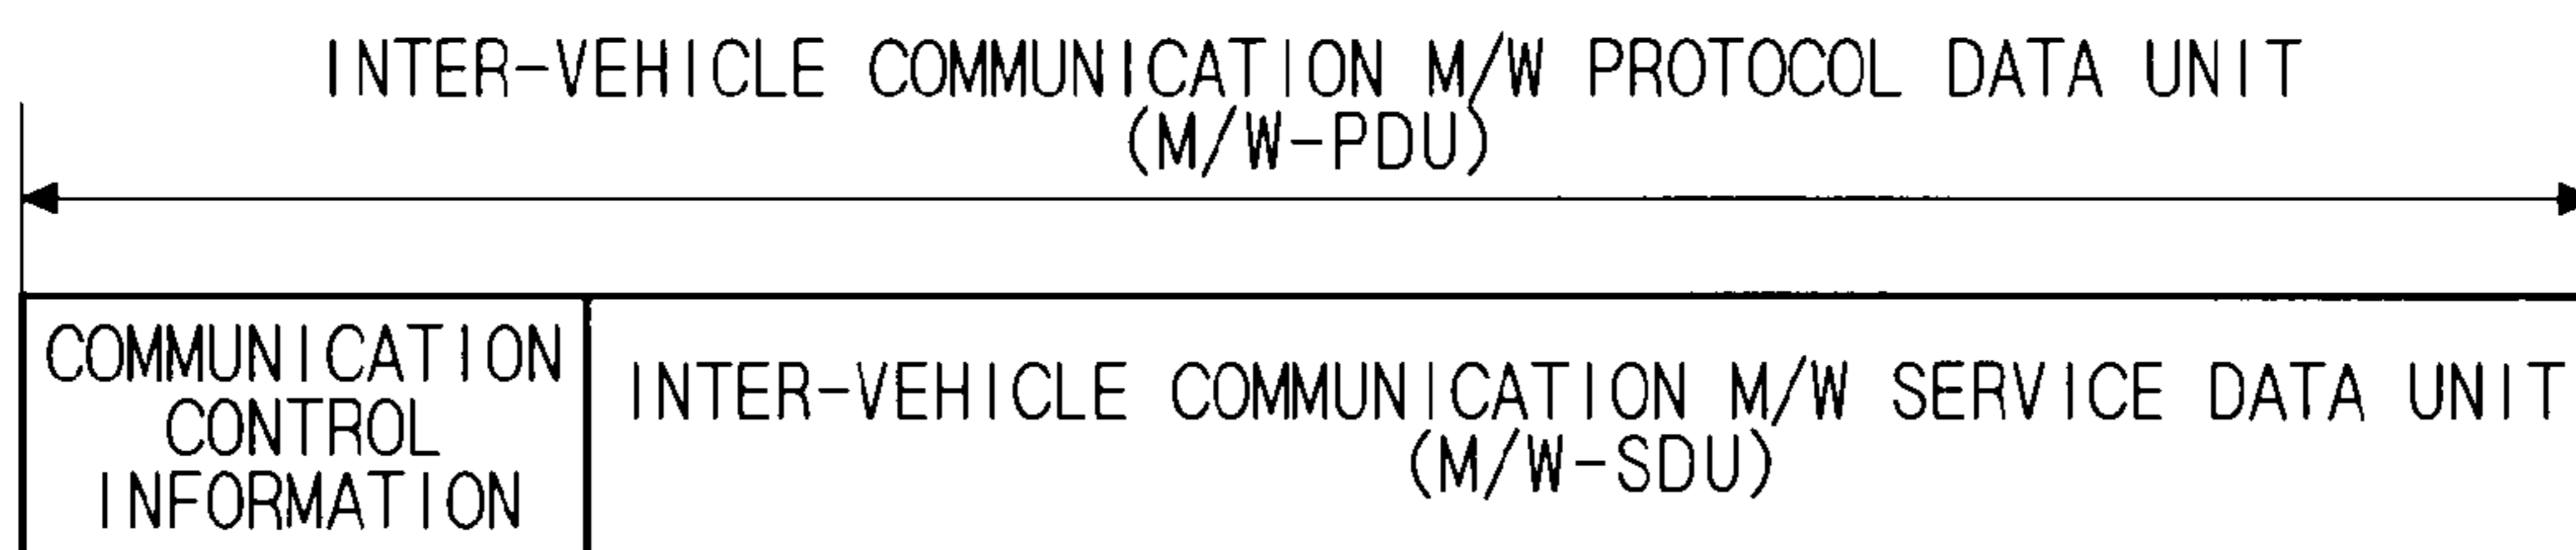 INTER-VEHICLE COMMUNICATION M/W PROTOCOL DATA UNIT
(M/W-PDU)
COMMUNICATION
CONTROL
INFORMATION
INTER-VEHICLE COMMUNICATION M/W SERVICE DATA UNIT
(M/W-SDU)